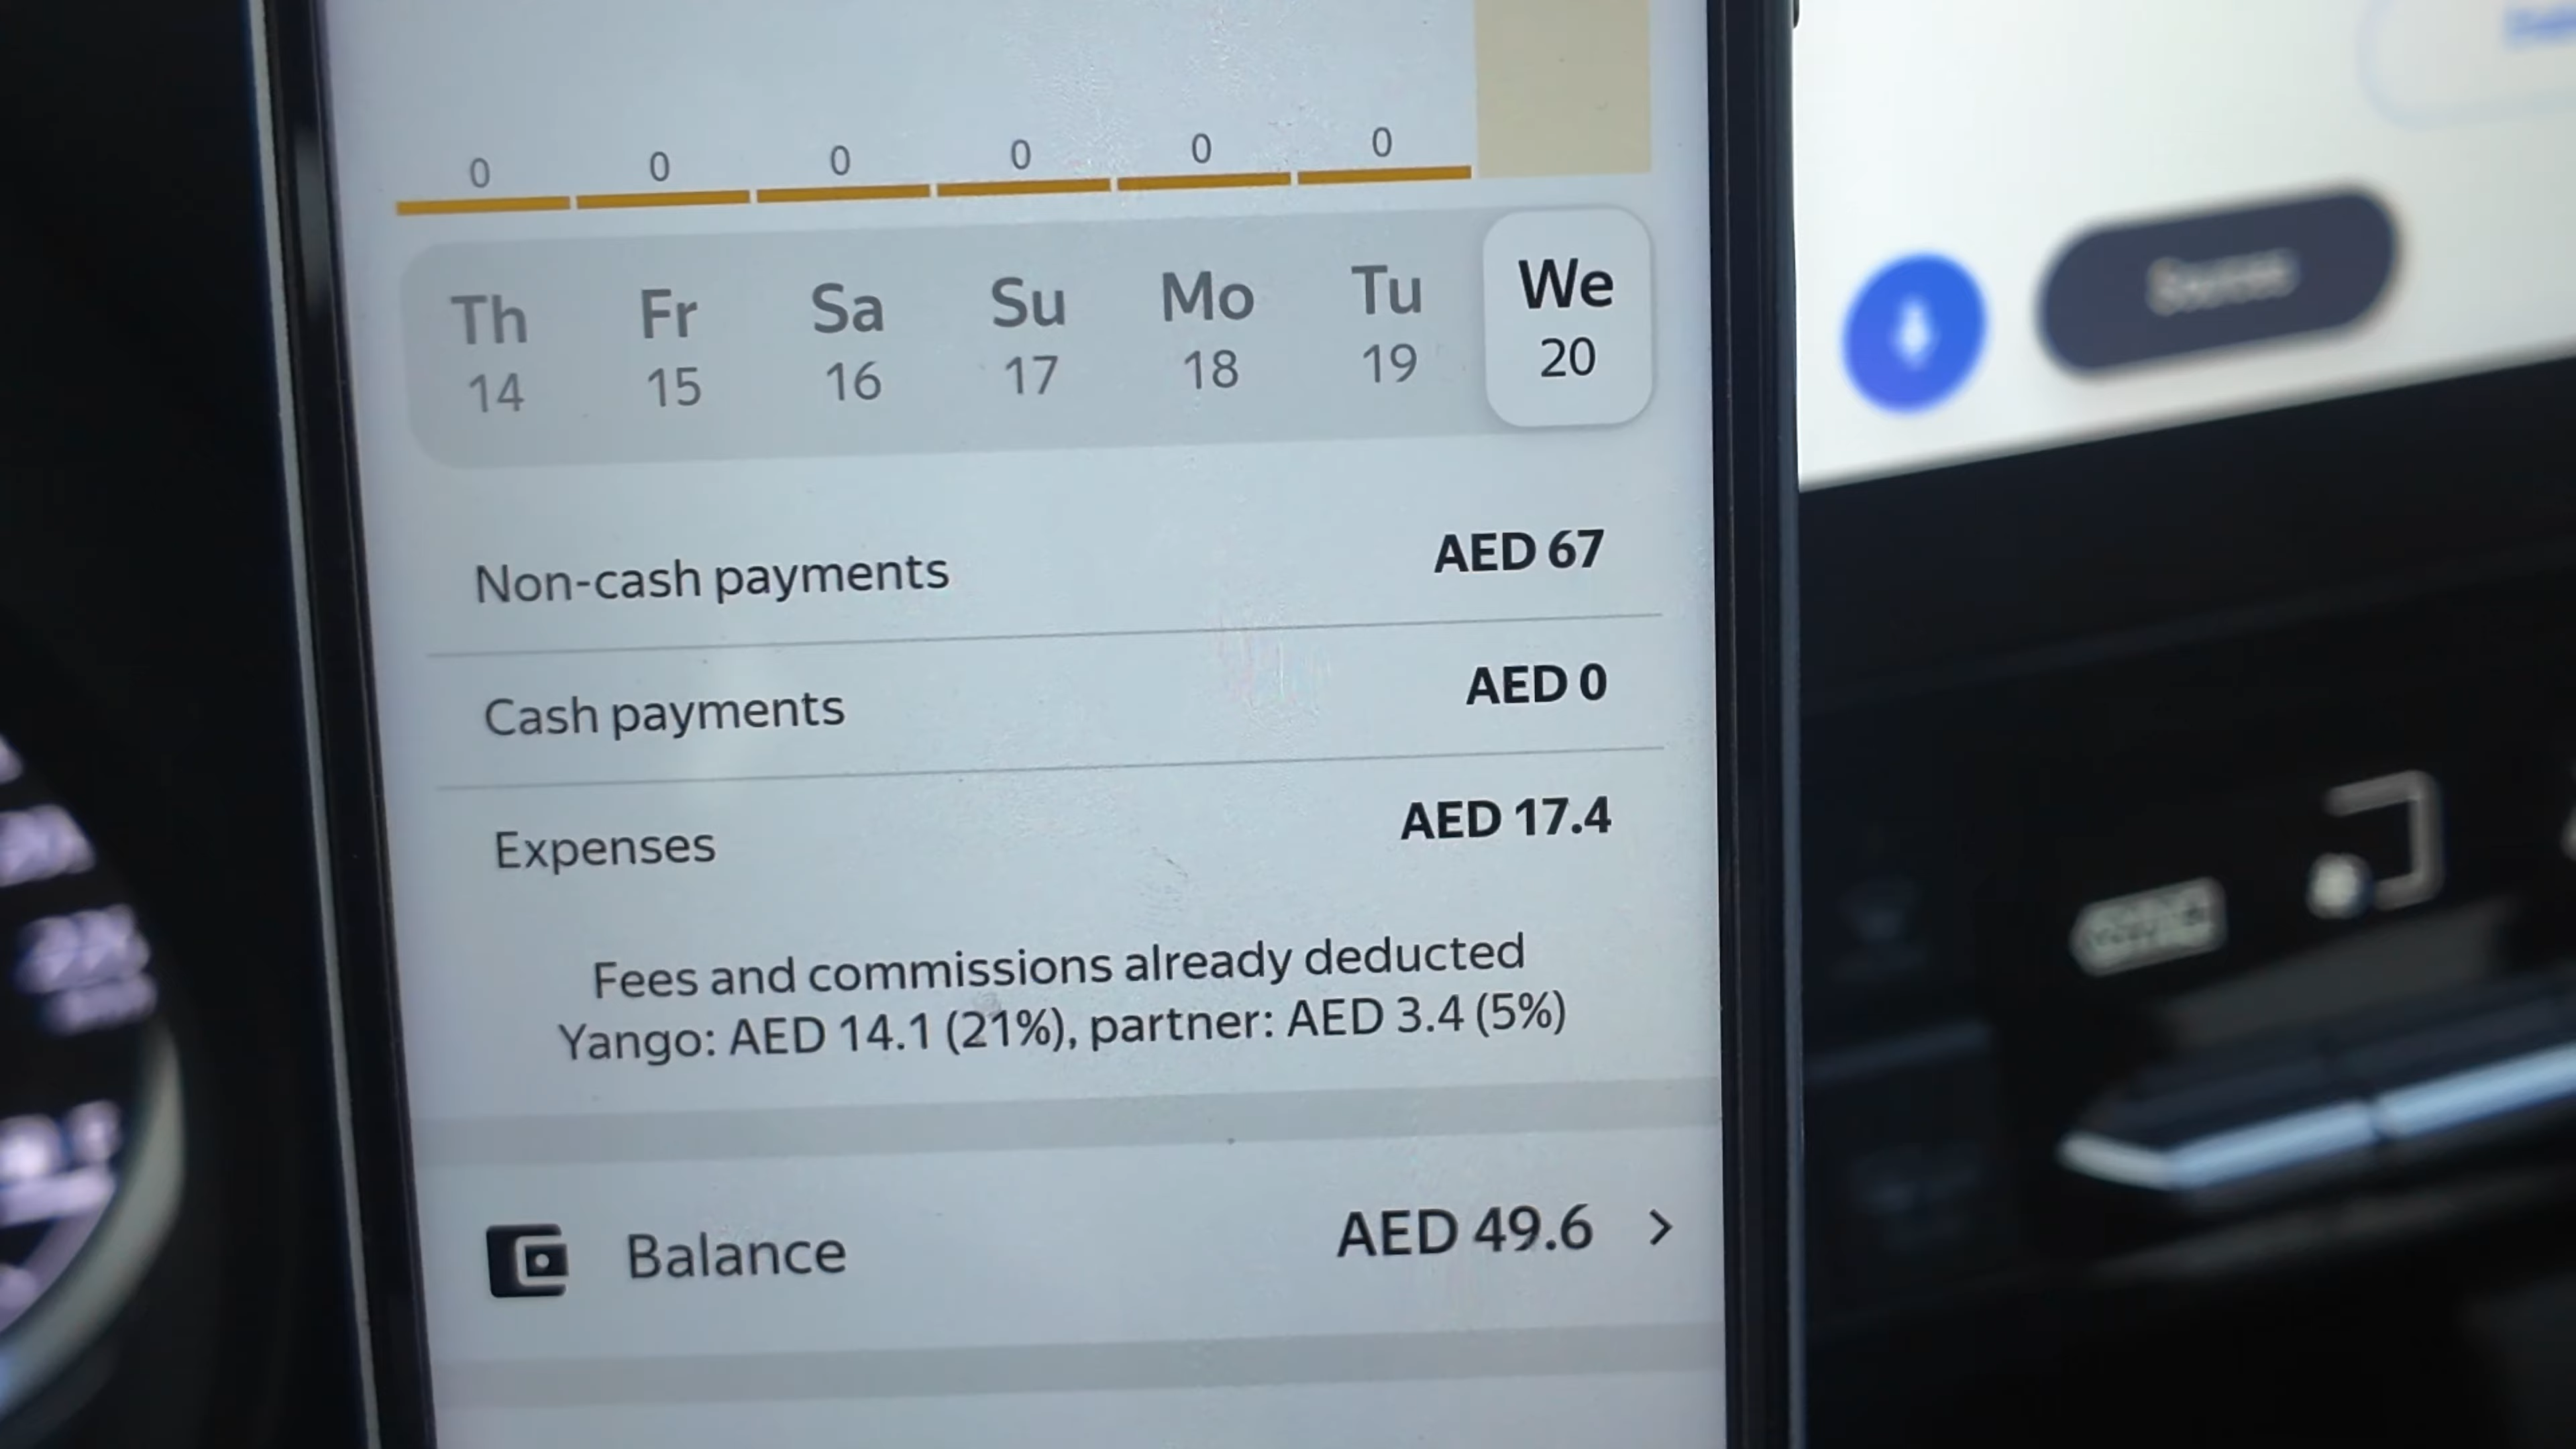 0 0 0 0 0 0
Th Fr Sa Su Mo Tu We
14 15 16 17 18 19 20
Non-cash payments AED 67
Cash payments AED 0
Expenses AED 17.4
Fees and commissions already deducted
Yango: AED 14.1 (21%), partner: AED 3.4 (5%)
Balance AED 49.6
Sources